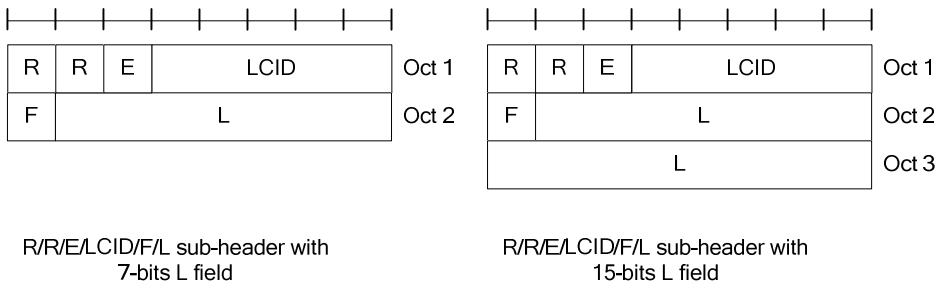 R R E LCID Oct 1
F L Oct 2
R/R/E/LCID/F/L sub-header with
7-bits L field
R R E LCID Oct 1
F L Oct 2
L Oct 3
R/R/E/LCID/F/L sub-header with
15-bits L field